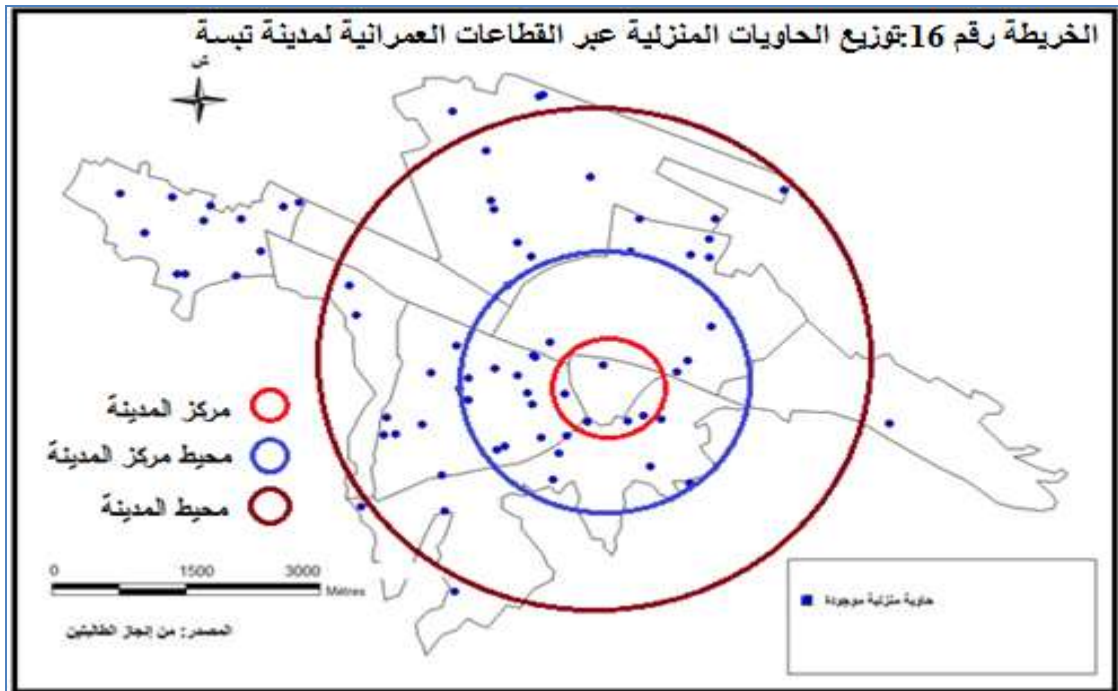 الخريطة رقم 16:توزيع الحاويات المنزلية عبر القطاعات العمرانية لمدينة تبسة
ش
مركز المدينة
محيط مركز المدينة
محيط المدينة
0 1500 3000
Métres
حاوية منزلية موجودة
المصدر: من إنجاز الطالبتين